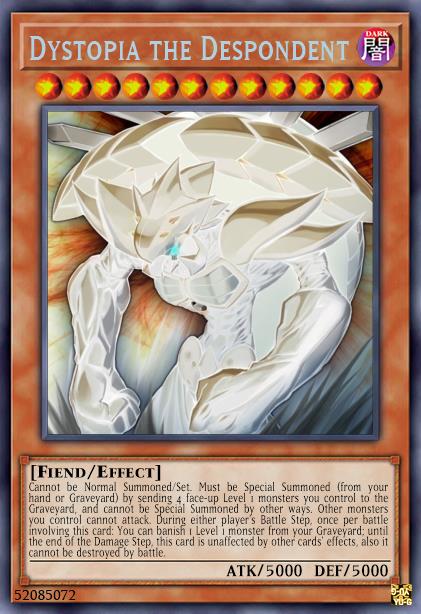 Dystopia the Despondent
DARK
闇
[Fiend/Effect]
Cannot be Normal Summoned/Set. Must be Special Summoned (from your
hand or Graveyard) by sending 4 face-up Level 1 monsters you control to the
Graveyard, and cannot be Special Summoned by other ways. Other monsters
you control cannot attack. During either player's Battle Step, once per battle
involving this card: You can banish 1 Level 1 monster from your Graveyard; until
the end of the Damage Step, this card is unaffected by other cards' effects, also it
cannot be destroyed by battle.
ATK/5000 DEF/5000
52085072